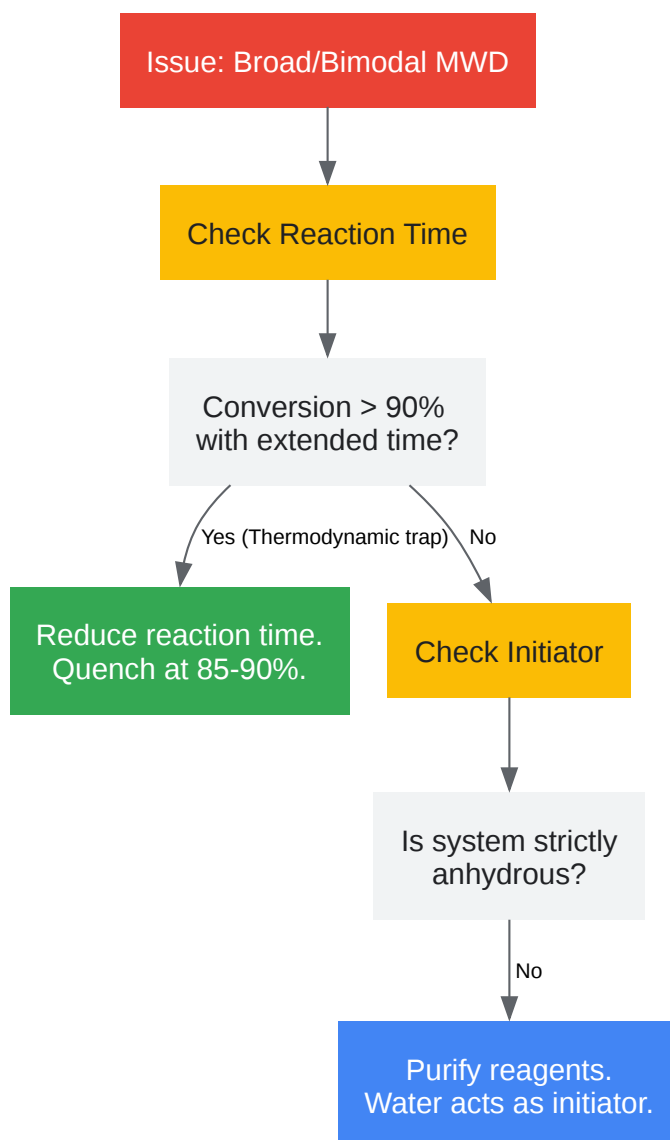 Issue: Broad/Bimodal MWD
Check Reaction Time
Conversion > 90%
with extended time?
Yes (Thermodynamic trap)
No
Reduce reaction time.
Quench at 85-90%.
Check Initiator
Is system strictly
anhydrous?
No
Purify reagents.
Water acts as initiator.